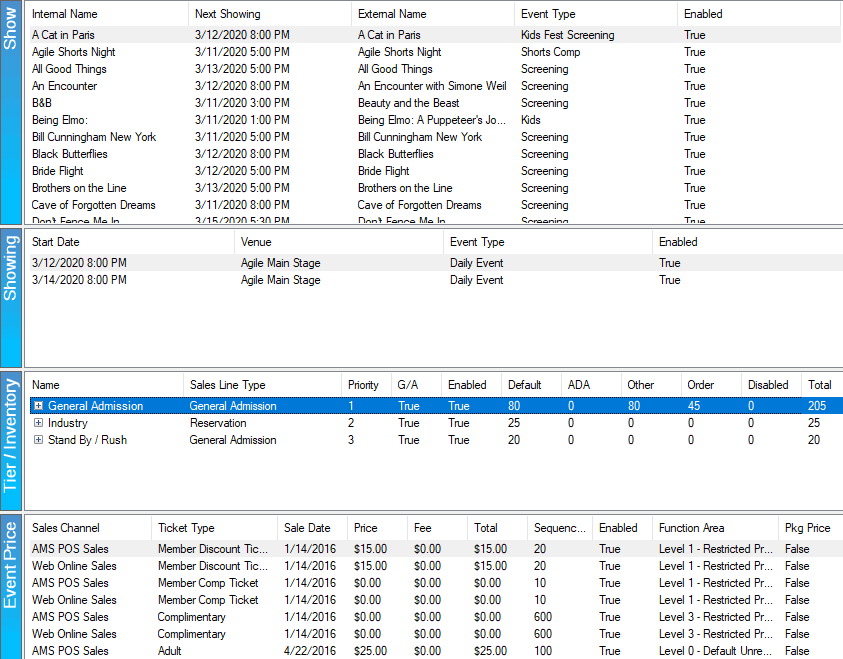 Show
Internal Name Next Showing External Name Event Type Enabled
A Cat in Paris 3/12/2020 8:00 PM A Cat in Paris Kids Fest Screening True
Agile Shorts Night 3/11/2020 5:00 PM Agile Shorts Night Shorts Comp True
All Good Things 3/13/2020 5:00 PM All Good Things Screening True
An Encounter 3/12/2020 8:00 PM An Encounter with Simone Weil Screening True
B&B 3/11/2020 3:00 PM Beauty and the Beast Screening True
Being Elmo: 3/11/2020 1:00 PM Being Elmo: A Puppeteer's Jo... Kids True
Bill Cunningham New York 3/11/2020 5:00 PM Bill Cunningham New York Screening True
Black Butterflies 3/12/2020 8:00 PM Black Butterflies Screening True
Bride Flight 3/12/2020 5:00 PM Bride Flight Screening True
Brothers on the Line 3/13/2020 5:00 PM Brothers on the Line Screening True
Cave of Forgotten Dreams 3/11/2020 8:00 PM Cave of Forgotten Dreams Screening True
Don't Fence Me In 3/15/2020 5:30 PM Don't Fence Me In Screening True
Showing
Start Date Venue Event Type Enabled
3/12/2020 8:00 PM Agile Main Stage Daily Event True
3/14/2020 8:00 PM Agile Main Stage Daily Event True
Tier / Inventory
Name Sales Line Type Priority G/A Enabled Default ADA Other Order Disabled Total
General Admission General Admission 1 True True 80 0 80 45 0 205
Industry Reservation 2 True True 25 0 0 0 0 25
Stand By / Rush General Admission 3 True True 20 0 0 0 0 20
Event Price
Sales Channel Ticket Type Sale Date Price Fee Total Sequenc... Enabled Function Area Pkg Price
AMS POS Sales Member Discount Tic... 1/14/2016 $15.00 $0.00 $15.00 20 True Level 1 - Restricted Pr... False
Web Online Sales Member Discount Tic... 1/14/2016 $15.00 $0.00 $15.00 20 True Level 1 - Restricted Pr... False
AMS POS Sales Member Comp Ticket 1/14/2016 $0.00 $0.00 $0.00 10 True Level 1 - Restricted Pr... False
Web Online Sales Member Comp Ticket 1/14/2016 $0.00 $0.00 $0.00 10 True Level 1 - Restricted Pr... False
AMS POS Sales Complimentary 1/14/2016 $0.00 $0.00 $0.00 600 True Level 3 - Restricted Pr... False
Web Online Sales Complimentary 1/14/2016 $0.00 $0.00 $0.00 600 True Level 3 - Restricted Pr... False
AMS POS Sales Adult 4/22/2016 $25.00 $0.00 $25.00 100 True Level 0 - Default Unre... False